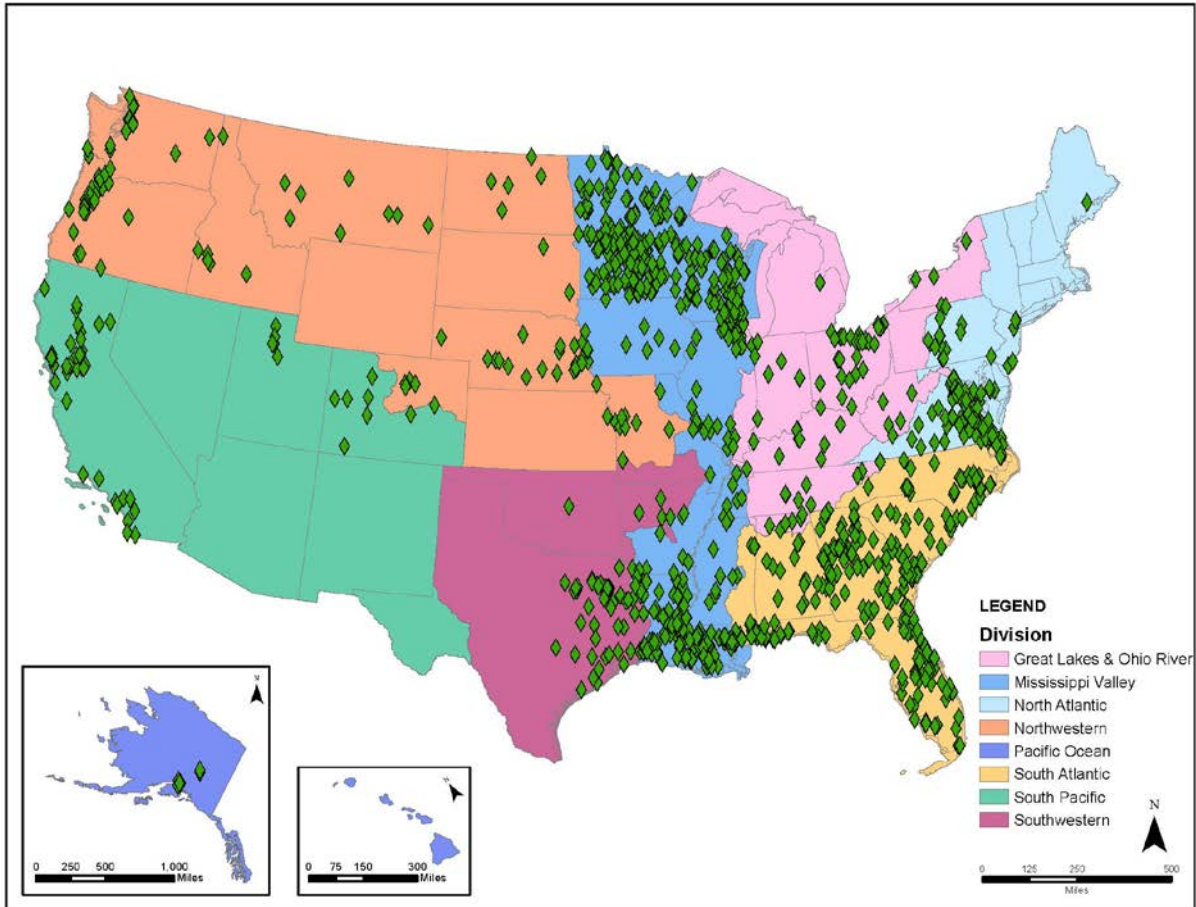 LEGEND
Division
Great Lakes & Ohio River
Mississippi Valley
North Atlantic
Northwestern
Pacific Ocean
South Atlantic
South Pacific
Southwestern
N
0 125 250 500
Miles
N
0 250 500 1,000
Miles
N
0 75 150 300
Miles